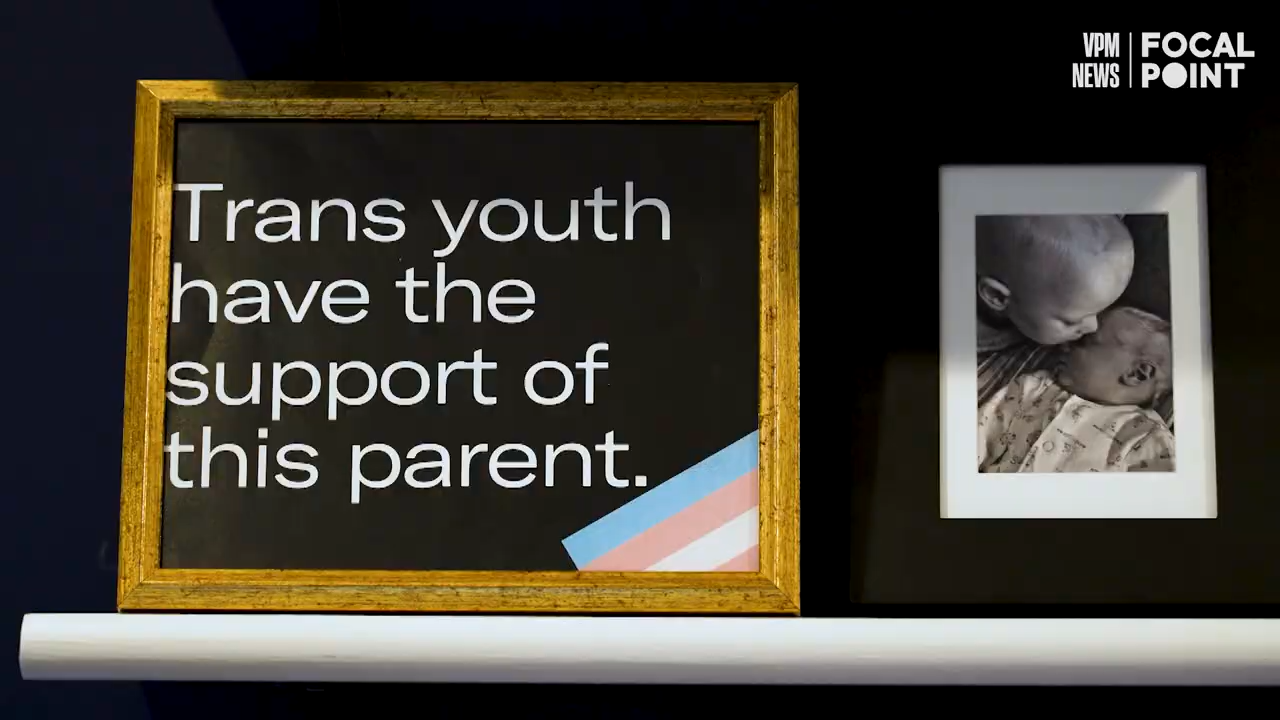 Trans youth
have the
support of
this parent.
VPM
NEWS
FOCAL
POINT